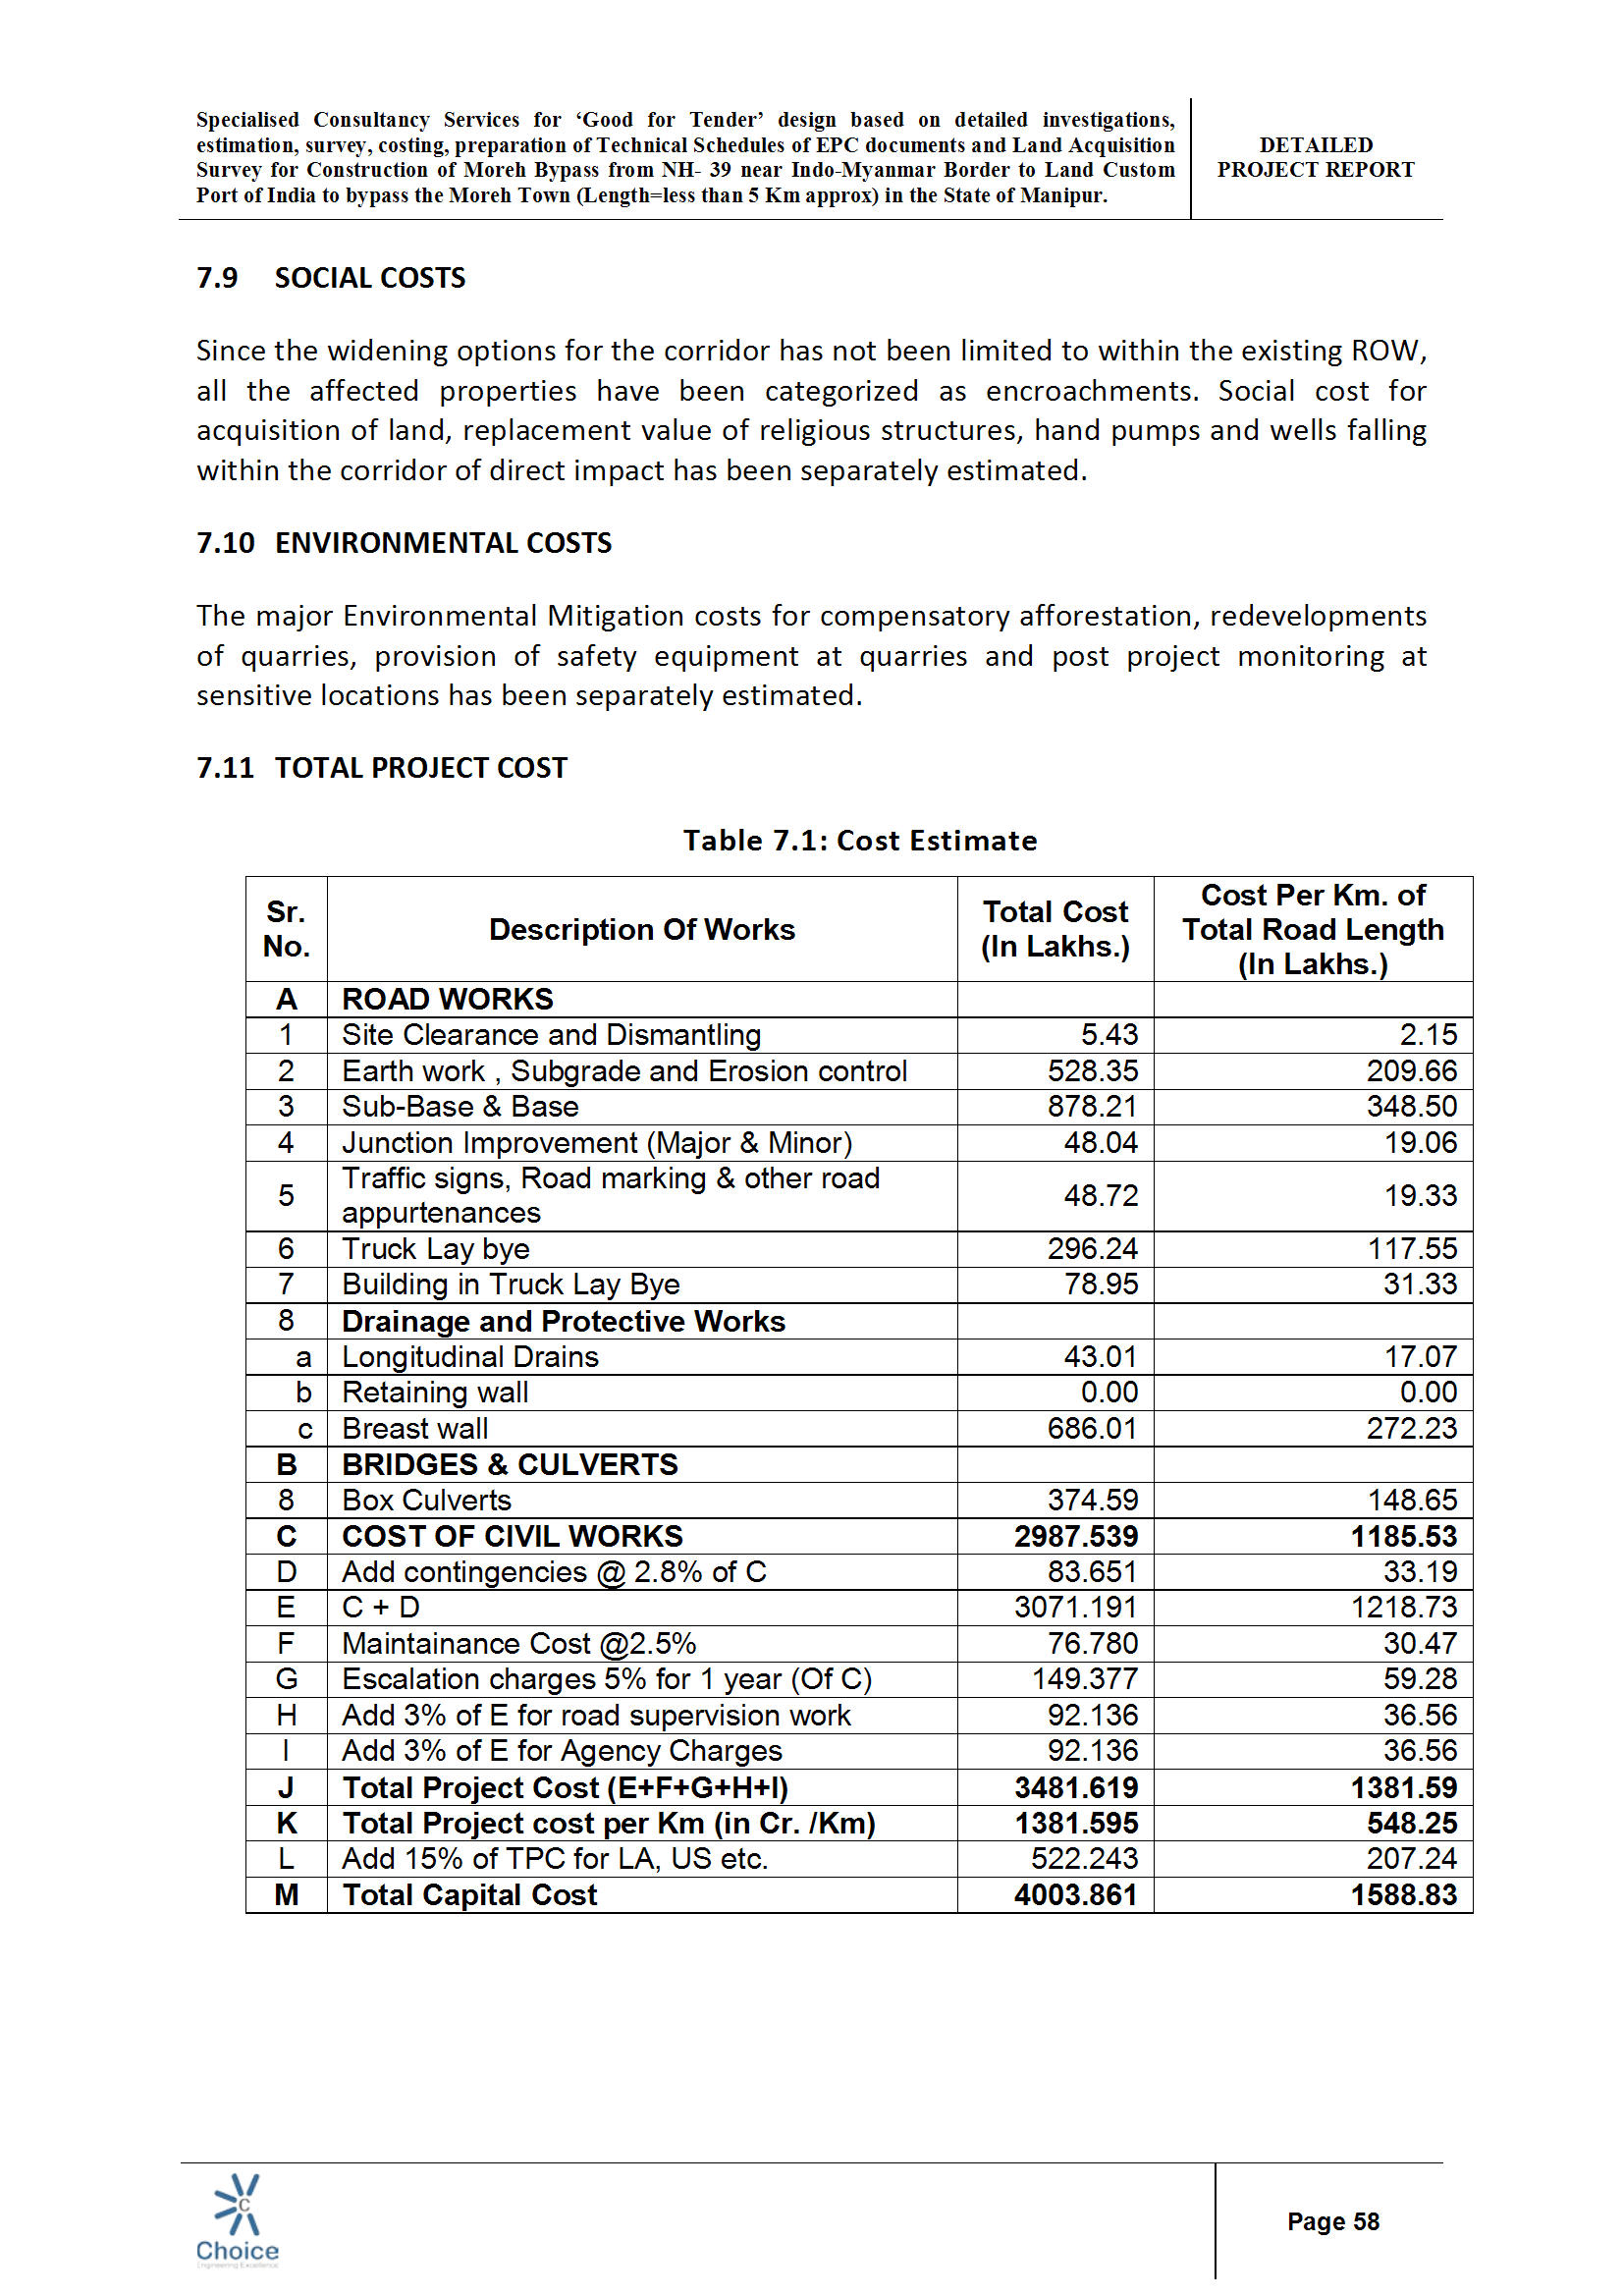 Specialised Consultancy Services for ‘Good for Tender’ design based on detailed investigations,
estimation, survey, costing, preparation of Technical Schedules of EPC documents and Land Acquisition
Survey for Construction of Moreh Bypass from NH- 39 near Indo-Myanmar Border to Land Custom
Port of India to bypass the Moreh Town (Length=less than 5 Km approx) in the State of Manipur.
DETAILED
PROJECT REPORT
7.9 SOCIAL COSTS
Since the widening options for the corridor has not been limited to within the existing ROW,
all the affected properties have been categorized as encroachments. Social cost for
acquisition of land, replacement value of religious structures, hand pumps and wells falling
within the corridor of direct impact has been separately estimated.
7.10 ENVIRONMENTAL COSTS
The major Environmental Mitigation costs for compensatory afforestation, redevelopments
of quarries, provision of safety equipment at quarries and post project monitoring at
sensitive locations has been separately estimated.
7.11 TOTAL PROJECT COST
Table 7.1: Cost Estimate
Sr. No. Description Of Works Total Cost (In Lakhs.) Cost Per Km. of Total Road Length (In Lakhs.)
A ROAD WORKS
1 Site Clearance and Dismantling 5.43 2.15
2 Earth work , Subgrade and Erosion control 528.35 209.66
3 Sub-Base & Base 878.21 348.50
4 Junction Improvement (Major & Minor) 48.04 19.06
5 Traffic signs, Road marking & other road appurtenances 48.72 19.33
6 Truck Lay bye 296.24 117.55
7 Building in Truck Lay Bye 78.95 31.33
8 Drainage and Protective Works
a Longitudinal Drains 43.01 17.07
b Retaining wall 0.00 0.00
c Breast wall 686.01 272.23
B BRIDGES & CULVERTS
8 Box Culverts 374.59 148.65
C COST OF CIVIL WORKS 2987.539 1185.53
D Add contingencies @ 2.8% of C 83.651 33.19
E C + D 3071.191 1218.73
F Maintainance Cost @2.5% 76.780 30.47
G Escalation charges 5% for 1 year (Of C) 149.377 59.28
H Add 3% of E for road supervision work 92.136 36.56
I Add 3% of E for Agency Charges 92.136 36.56
J Total Project Cost (E+F+G+H+I) 3481.619 1381.59
K Total Project cost per Km (in Cr. /Km) 1381.595 548.25
L Add 15% of TPC for LA, US etc. 522.243 207.24
M Total Capital Cost 4003.861 1588.83
C
Choice
Engineering Excellence
Page 58